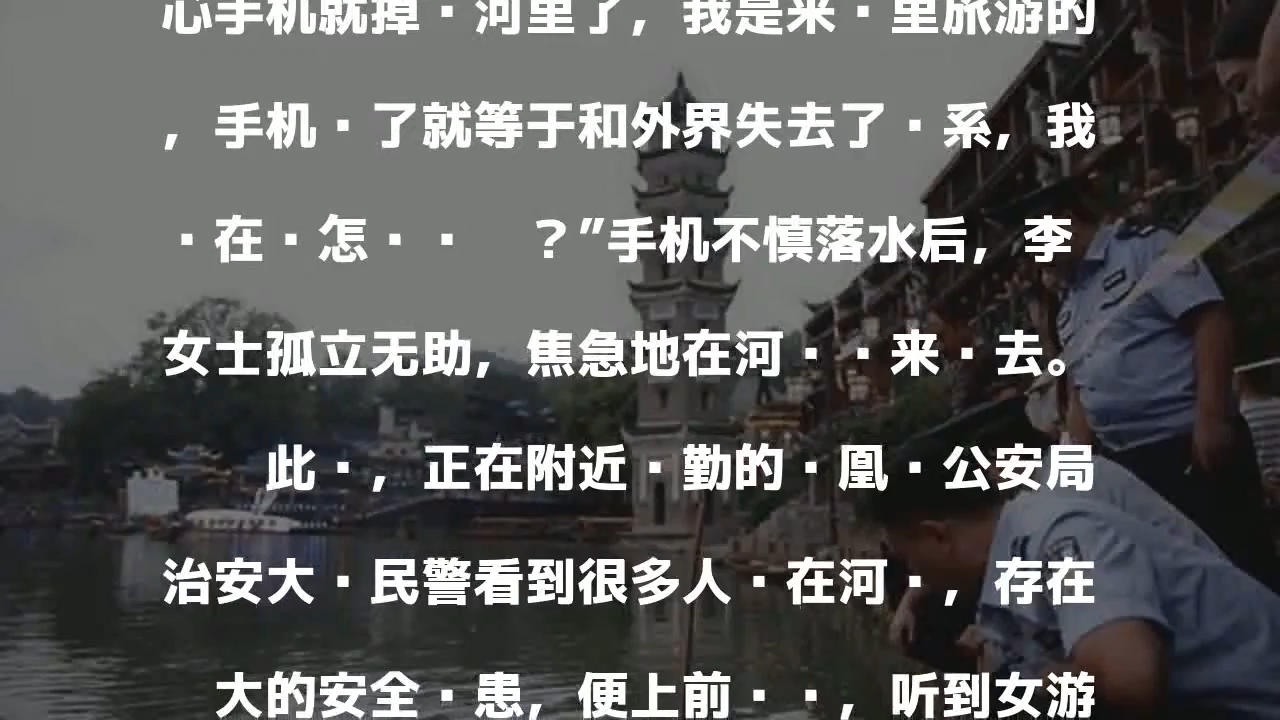 心手机就掉·河里了，我是来·里旅游的
，手机·了就等于和外界失去了·系，我
·在·怎·· ？”手机不慎落水后，李
女士孤立无助，焦急地在河··来·去。
此·，正在附近·勤的·凰·公安局
治安大·民警看到很多人·在河·，存在
大的安全·患，便上前··，听到女游